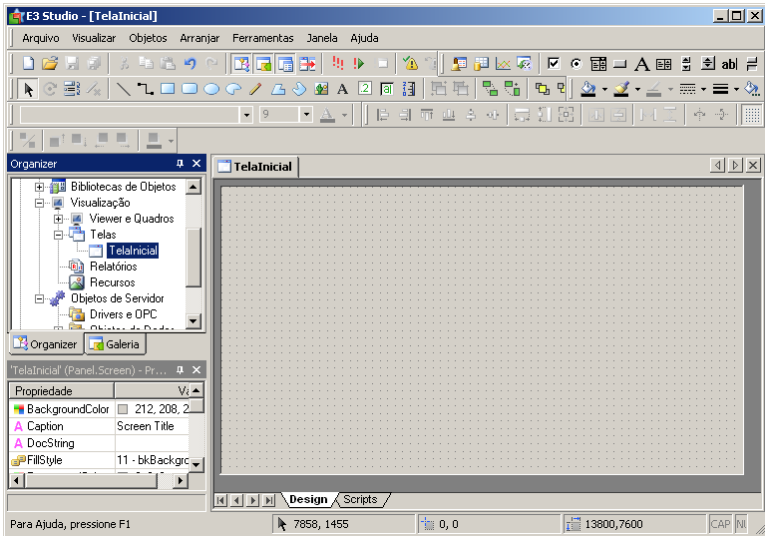 E3 Studio - [TelaInicial]
Arquivo Visualizar Objetos Arranjar Ferramentas Janela Ajuda
A abl
A 2
9 A
Organizer
TelaInicial
Bibliotecas de Objetos
Visualização
Viewer e Quadros
Telas
TelaInicial
Relatórios
Recursos
Objetos de Servidor
Drivers e OPC
Organizer Galeria
'TelaInicial' (Panel.Screen) - Pr...
Propriedade
BackgroundColor 212, 208, 2
A Caption Screen Title
A DocString
FillStyle 11 - bkBackgrc
Design Scripts
Para Ajuda, pressione F1
7858, 1455
0, 0
13800,7600
CAP